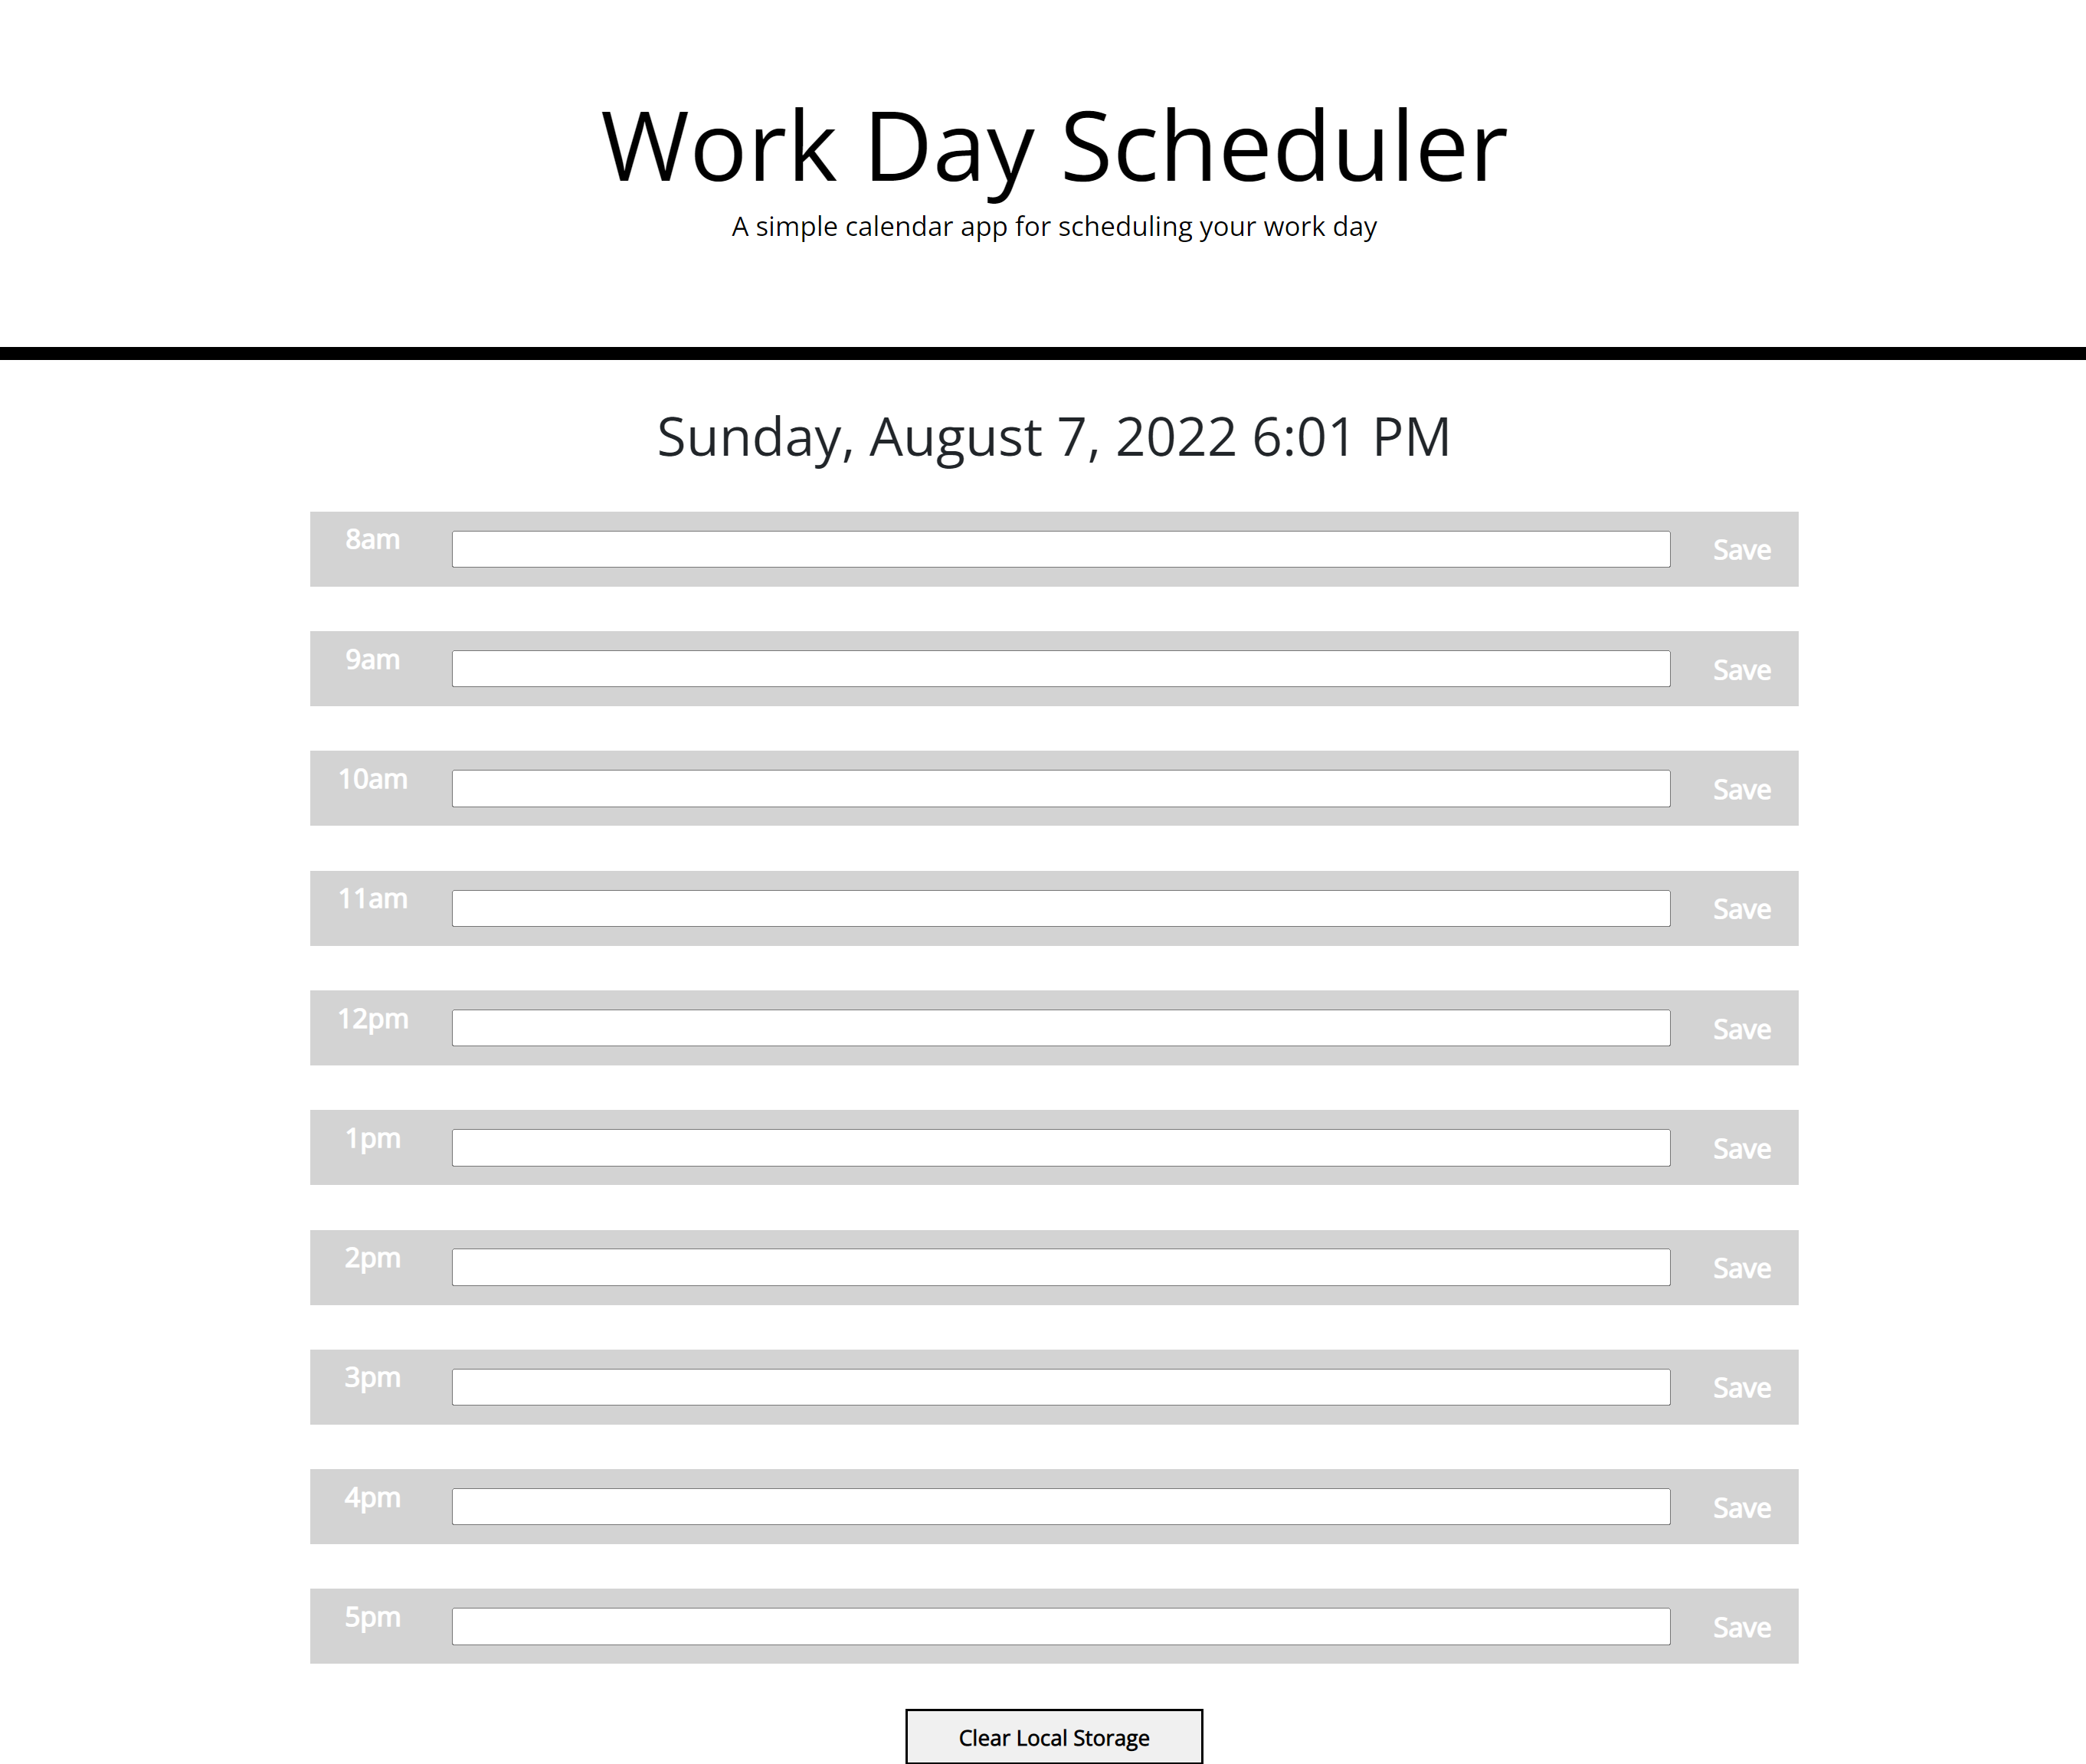 Work Day Scheduler
A simple calendar app for scheduling your work day
Sunday, August 7, 2022 6:01 PM
8am Save
9am Save
10am Save
11am Save
12pm Save
1pm Save
2pm Save
3pm Save
4pm Save
5pm Save
Clear Local Storage